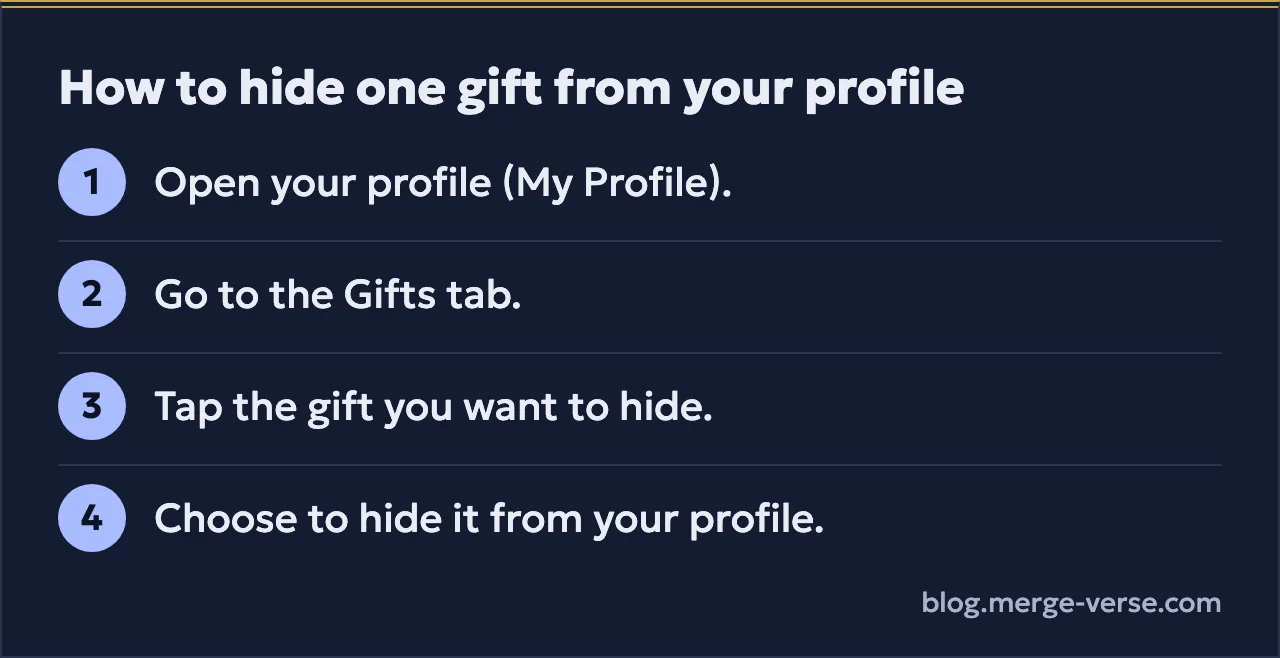 How to hide one gift from your profile
1 Open your profile (My Profile).
2 Go to the Gifts tab.
3 Tap the gift you want to hide.
4 Choose to hide it from your profile.
blog.merge-verse.com